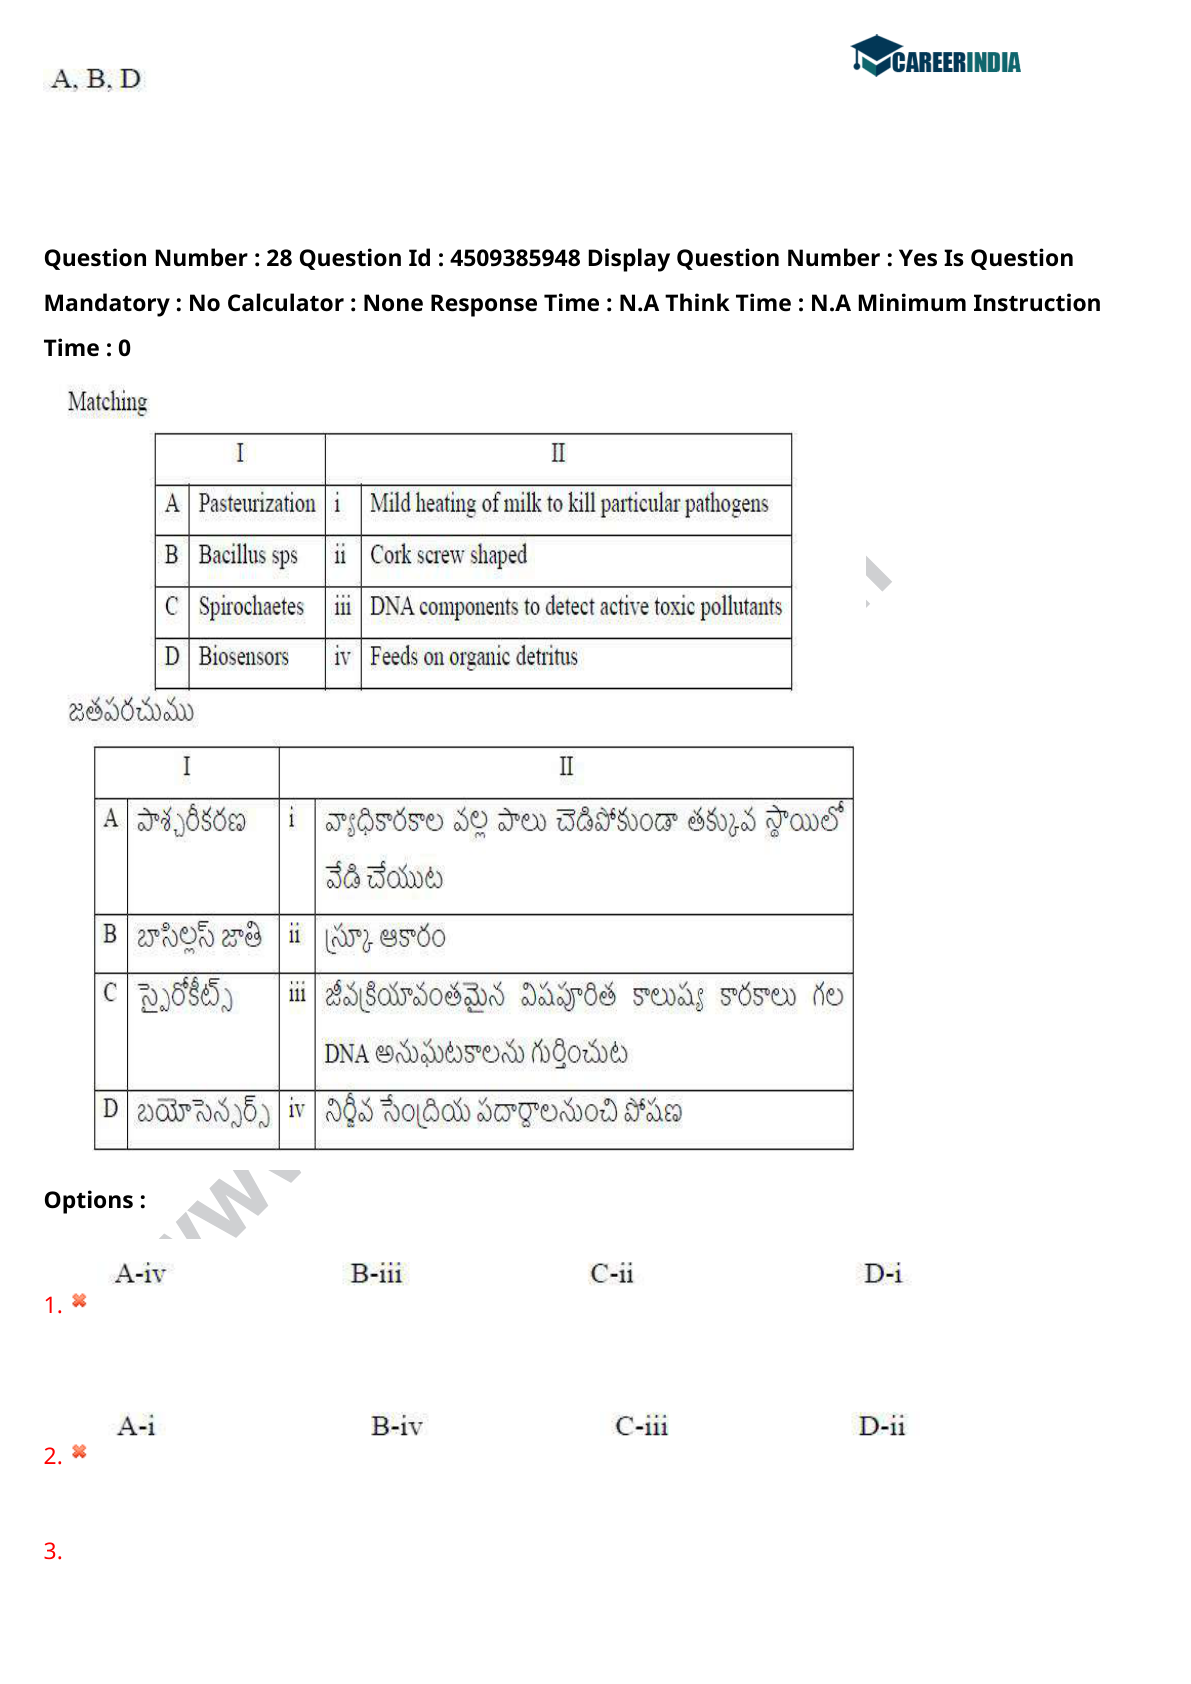 CAREERINDIA
A, B, D
Question Number : 28 Question Id : 4509385948 Display Question Number : Yes Is Question
Mandatory : No Calculator : None Response Time : N.A Think Time : N.A Minimum Instruction
Time : 0
Matching
I II
A Pasteurization i Mild heating of milk to kill particular pathogens
B Bacillus sps ii Cork screw shaped
C Spirochaetes iii DNA components to detect active toxic pollutants
D Biosensors iv Feeds on organic detritus
జతపరచుము
I II
A పాశ్చరీకరణ i వ్యాధికారకాల వల్ల పాలు చెడిపోకుండా తక్కువ స్థాయిలో
వేడి చేయుట
B బాసిల్లస్ జాతి ii స్క్రూ ఆకారం
C స్పైరోకీట్స్ iii జీవక్రియావంతమైన విషపూరిత కాలుష్య కారకాలు గల
DNA అనుఘటకాలను గుర్తించుట
D బయోసెన్సర్స్ iv నిర్జీవ సేంద్రియ పదార్థాలనుంచి పోషణ
Options :
A-iv B-iii C-ii D-i
1.
A-i B-iv C-iii D-ii
2.
3.